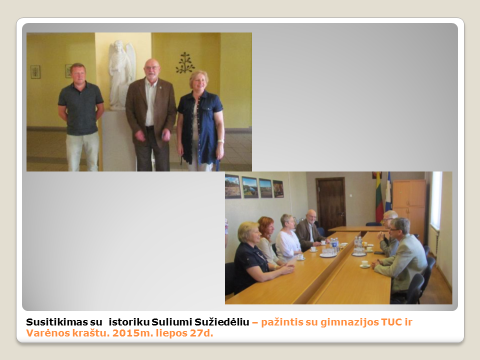 Susitikimas su istoriku Suliumi Sužiedėliu – pažintis su gimnazijos TUC ir
Varėnos kraštu. 2015m. liepos 27d.